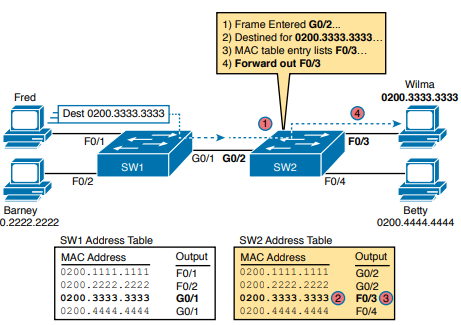 1) Frame Entered G0/2...
2) Destined for 0200.3333.3333...
3) MAC table entry lists F0/3...
4) Forward out F0/3
Wilma
0200.3333.3333
Fred
Dest 0200.3333.3333
1
4
F0/1
G0/1
G0/2
F0/3
SW1
SW2
F0/2
F0/4
Barney
0.2222.2222
Betty
0200.4444.4444
SW1 Address Table
MAC Address Output
0200.1111.1111 F0/1
0200.2222.2222 F0/2
0200.3333.3333 G0/1
0200.4444.4444 G0/1
SW2 Address Table
MAC Address Output
0200.1111.1111 G0/2
0200.2222.2222 G0/2
0200.3333.3333 2 F0/3 3
0200.4444.4444 F0/4